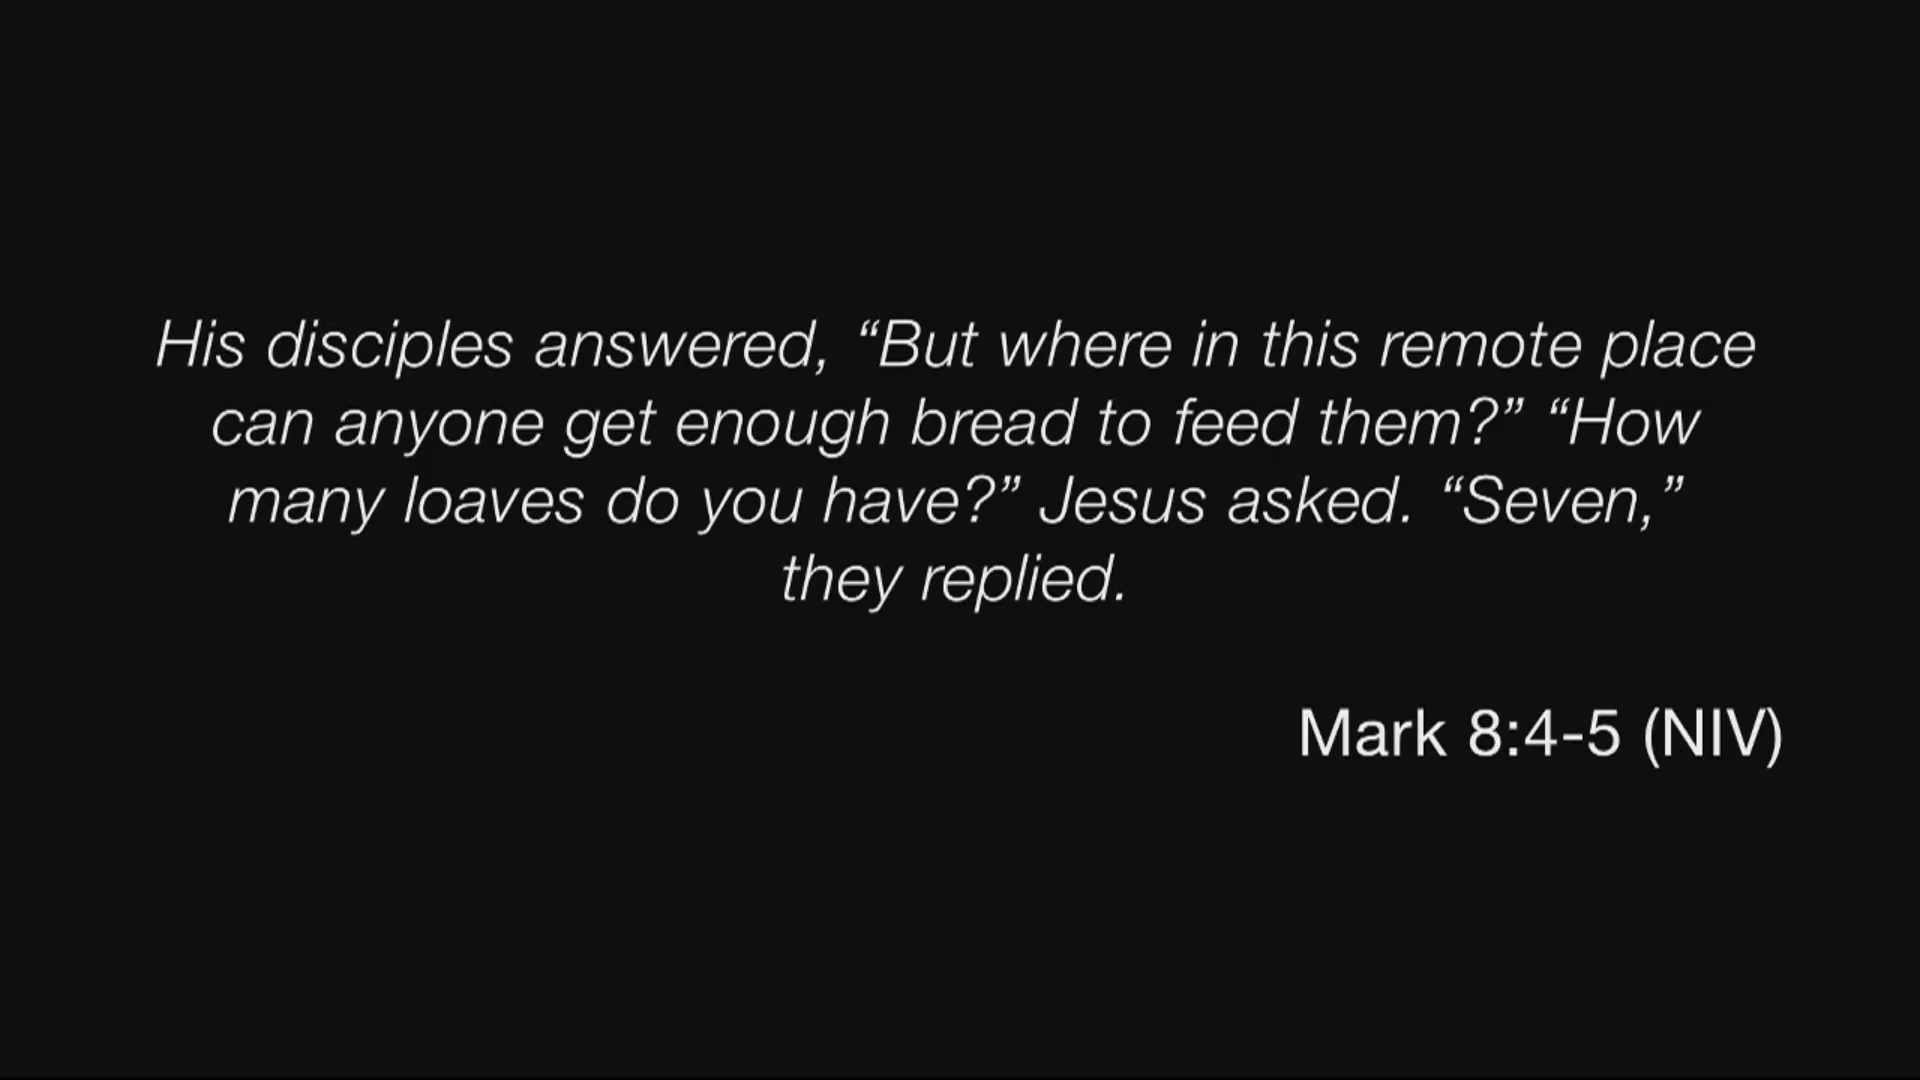 His disciples answered, “But where in this remote place
can anyone get enough bread to feed them?” “How
many loaves do you have?” Jesus asked. “Seven,”
they replied.
Mark 8:4-5 (NIV)